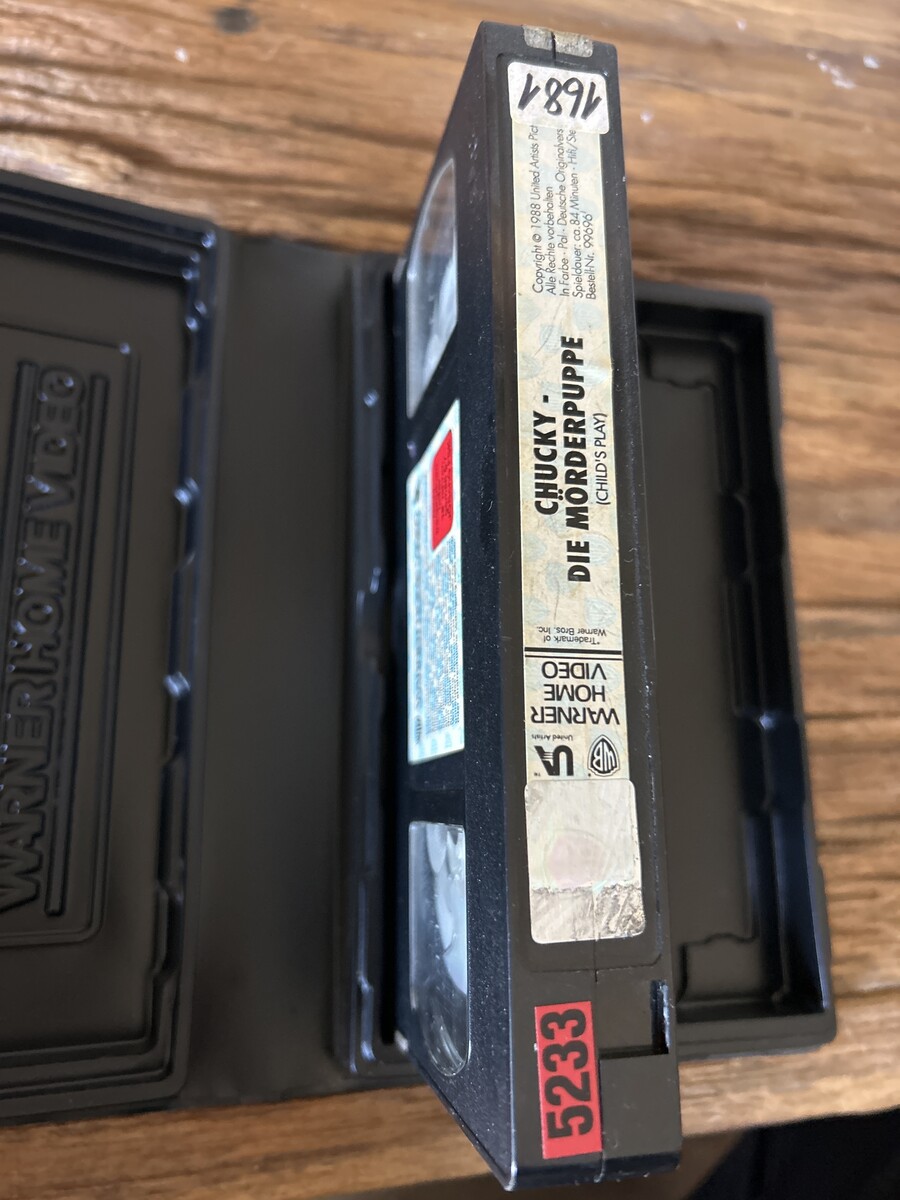 1681
Copyright © 1988 United Artists Pict
Alle Rechte vorbehalten
In Farbe · Pal · Deutsche Originalvers
Spieldauer: ca. 84 Minuten · Hifi/Ste
Bestell-Nr. 99696
CHUCKY -
DIE MÖRDERPUPPE
(CHILD'S PLAY)
*Trademark of
Warner Bros. Inc.
WARNER
HOME
VIDEO
UA
United Artists
WB
5233
WARNER HOME VIDEO